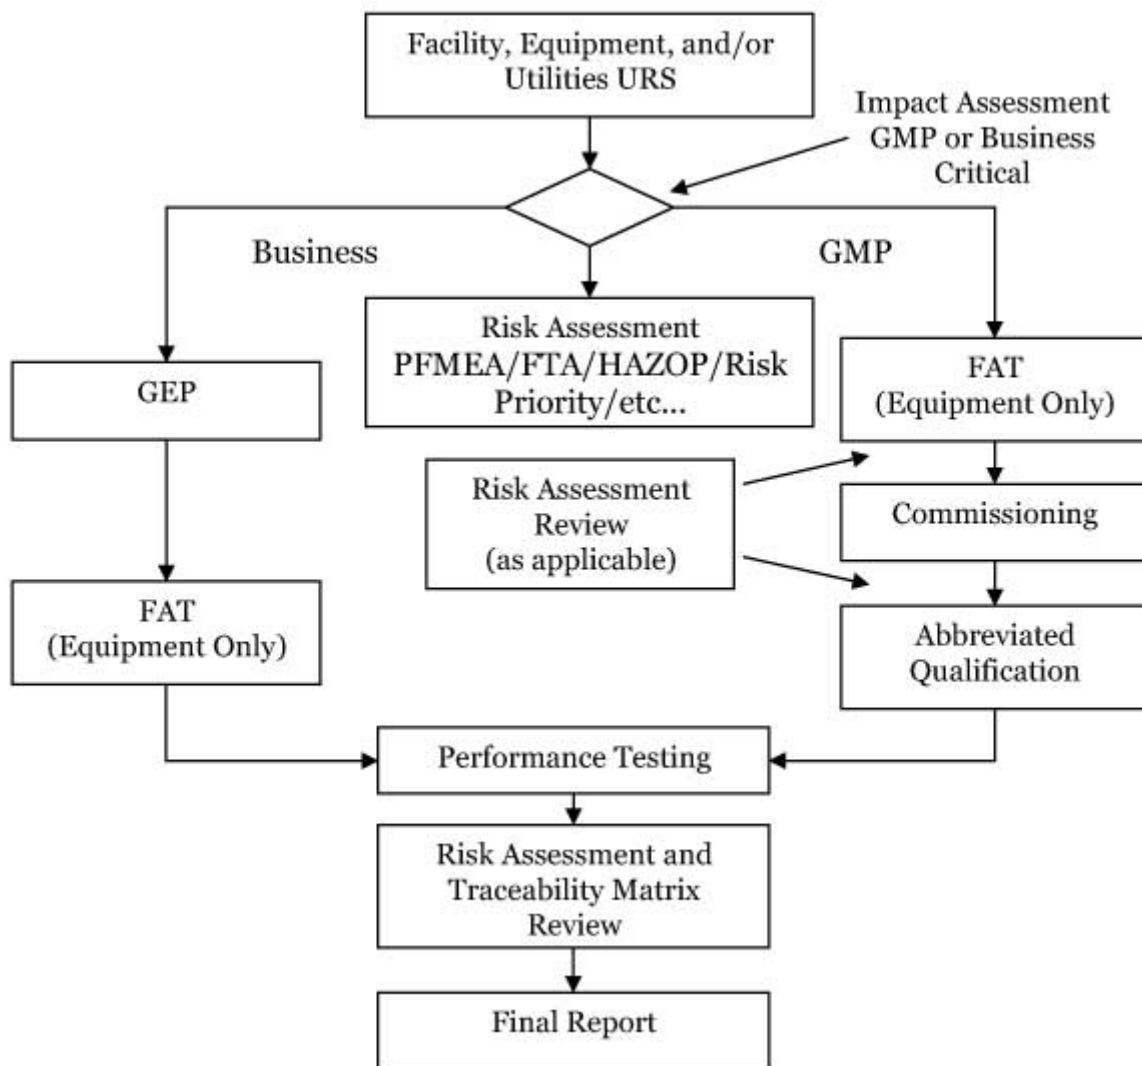 Facility, Equipment, and/or
Utilities URS
Impact Assessment
GMP or Business
Critical
Business
GMP
Risk Assessment
PFMEA/FTA/HAZOP/Risk
Priority/etc...
GEP
FAT
(Equipment Only)
Risk Assessment
Review
(as applicable)
Commissioning
FAT
(Equipment Only)
Abbreviated
Qualification
Performance Testing
Risk Assessment and
Traceability Matrix
Review
Final Report